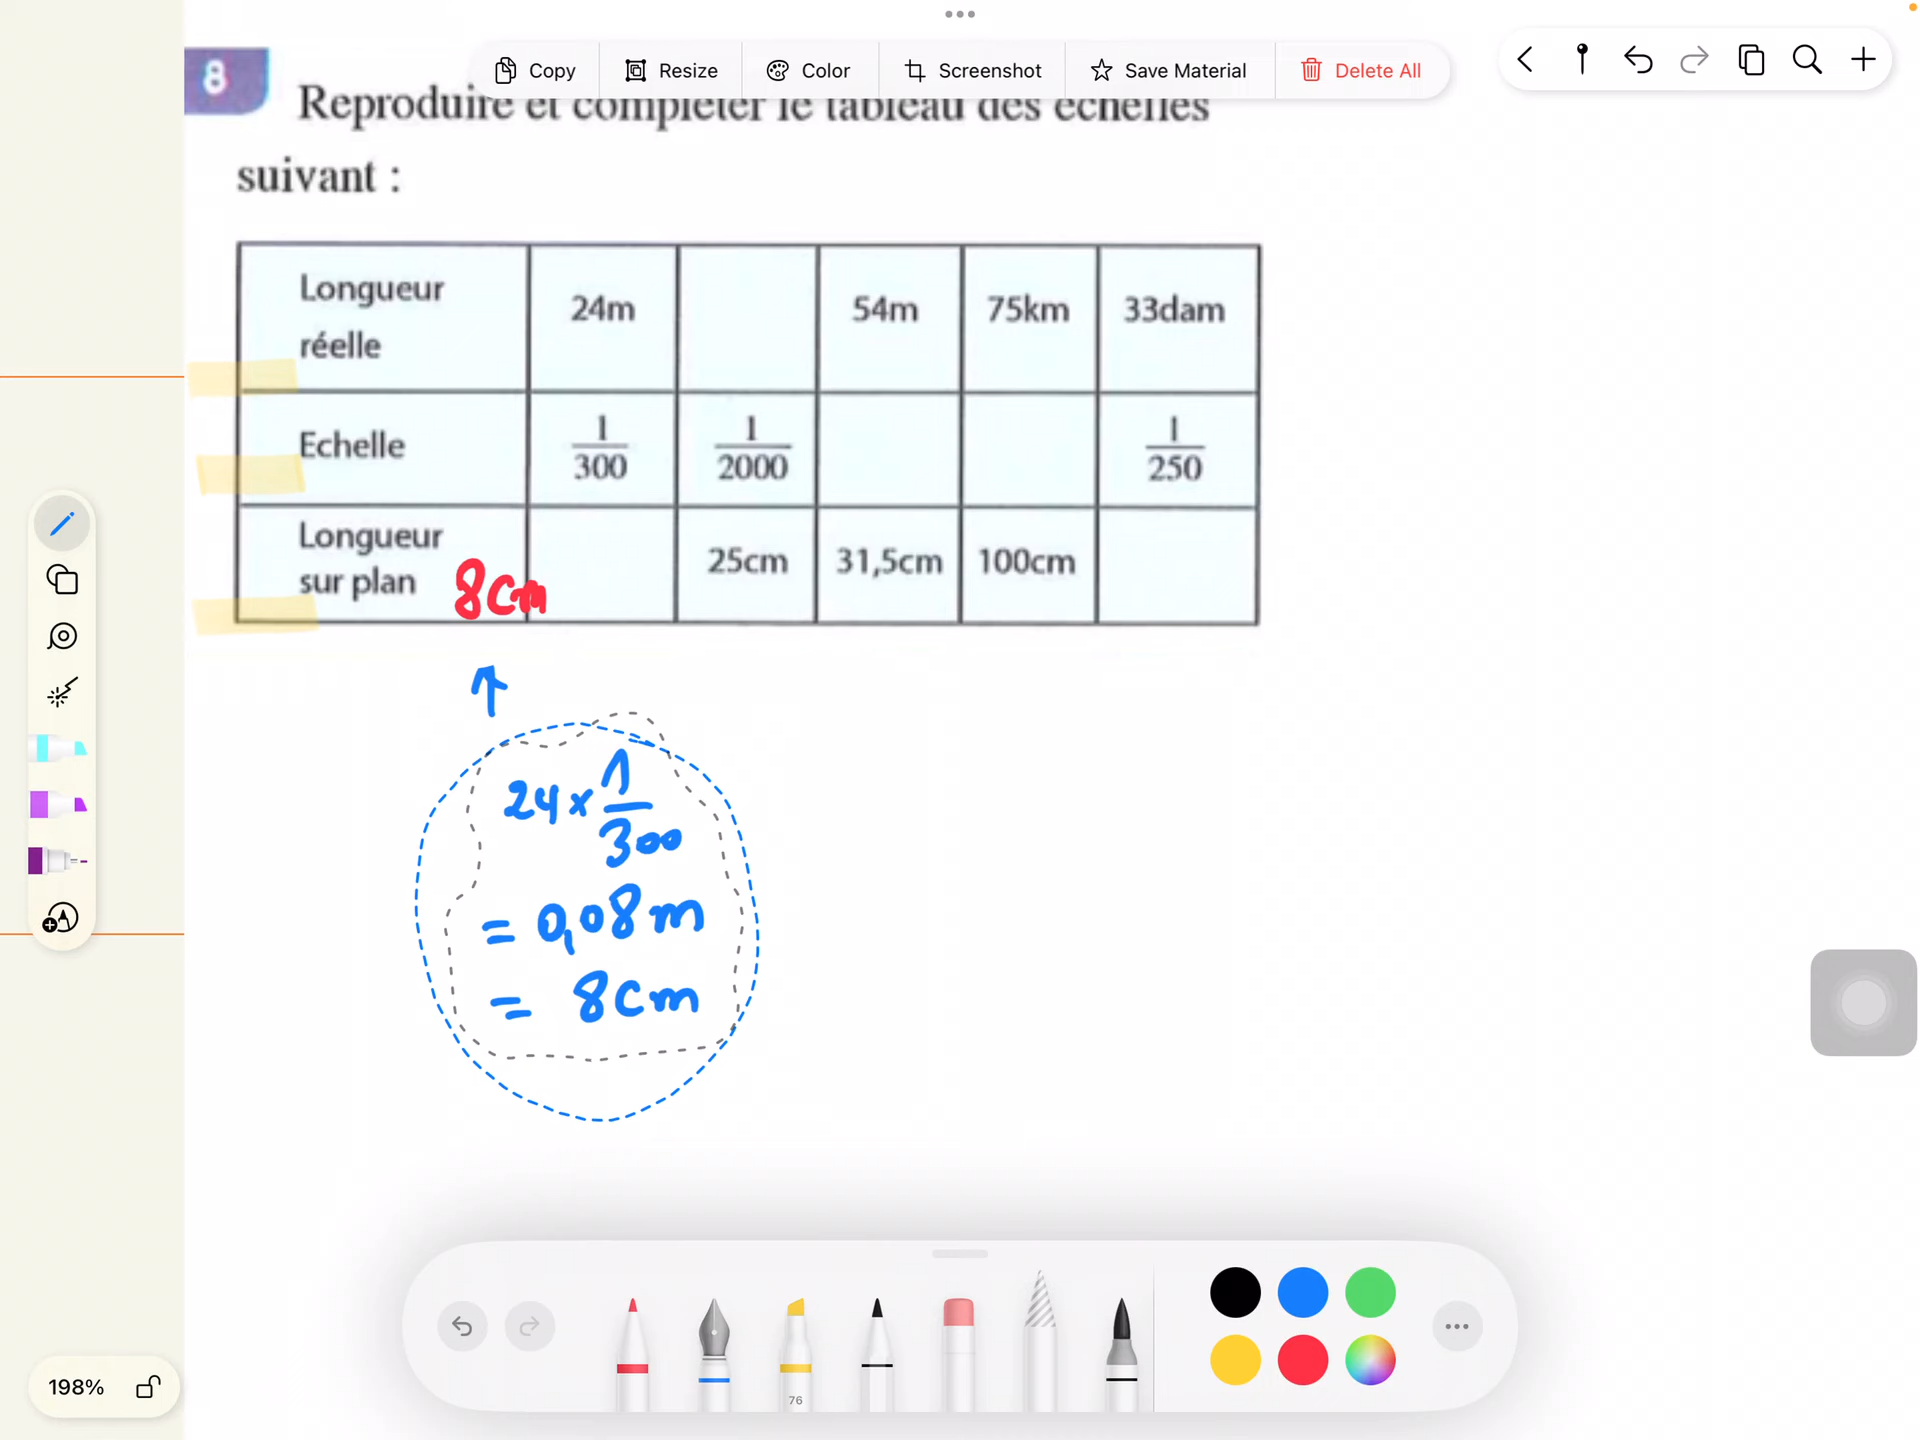 8
Copy Resize Color Screenshot Save Material Delete All
Reproduire et compléter le tableau des échelles
suivant :
Longueur réelle 24m 54m 75km 33dam
Echelle 1/300 1/2000 1/250
Longueur sur plan 25cm 31,5cm 100cm
8cm
24 × 1/300
= 0,08 m
= 8 cm
76
198%